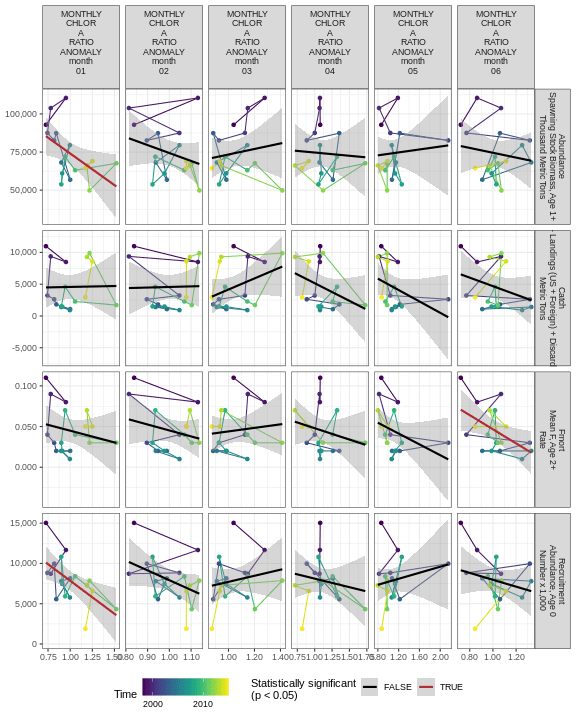 MONTHLY MONTHLY MONTHLY MONTHLY MONTHLY MONTHLY
CHLOR CHLOR CHLOR CHLOR CHLOR CHLOR
A A A A A A
RATIO RATIO RATIO RATIO RATIO RATIO
ANOMALY ANOMALY ANOMALY ANOMALY ANOMALY ANOMALY
month month month month month month
01 02 03 04 05 06
100,000
75,000
50,000
Abundance
Spawning Stock Biomass, Age 1+
Thousand Metric Tons
10,000
5,000
0
-5,000
Catch
Landings (US + Foreign) + Discard
Metric Tons
0.100
0.050
0.000
Fmort
Mean F, Age 2+
Rate
15,000
10,000
5,000
0
Recruitment
Abundance, Age 0
Number x 1,000
0.75 1.00 1.25 1.50 0.80 0.90 1.00 1.10 1.00 1.20 1.40 0.75 1.00 1.25 1.50 1.75 0.80 1.20 1.60 2.00 0.80 1.00 1.20
Time
2000 2010
Statistically significant
(p < 0.05)
FALSE TRUE